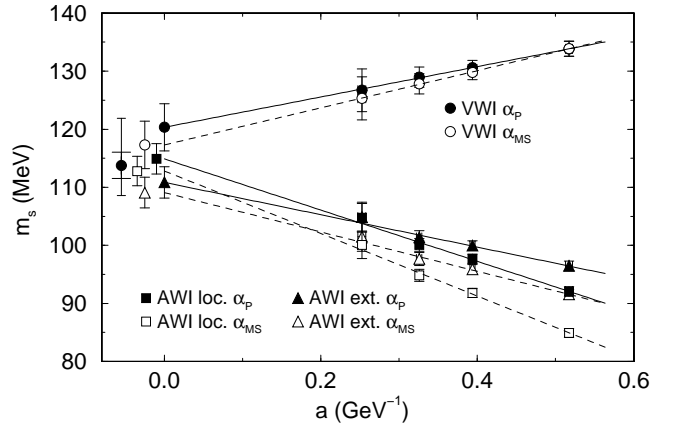 140
130
120
110
100
90
80
m_s (MeV)
VWI α_P
VWI α_MS
AWI loc. α_P AWI ext. α_P
AWI loc. α_MS AWI ext. α_MS
0.0 0.2 0.4 0.6
a (GeV⁻¹)